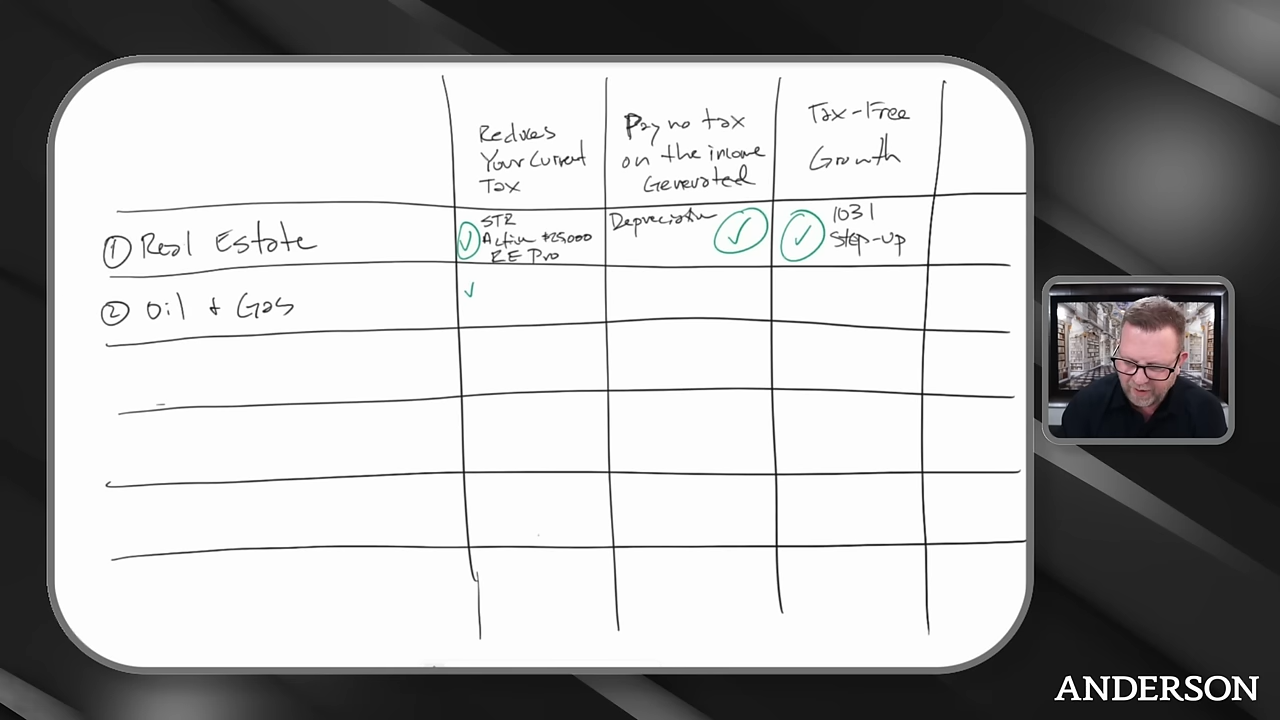 Reduces
Your Current
Tax
Pay no tax
on the income
Generated
Tax-Free
Growth
① Real Estate
STR
Active $25000
RE Pro
Depreciation
1031
Step-up
② Oil + Gas
ANDERSON